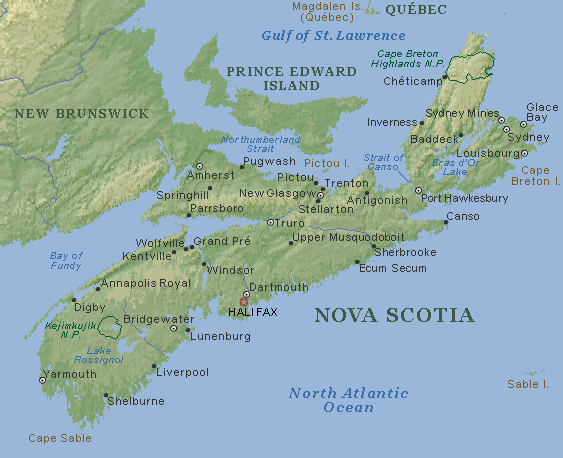 Magdalen Is.
(Québec)
QUÉBEC
Gulf of St. Lawrence
Cape Breton
Highlands N.P.
PRINCE EDWARD
ISLAND
Chéticamp
NEW BRUNSWICK
Sydney Mines
Glace
Bay
Inverness
Northumberland
Strait
Baddeck
Sydney
Louisbourg
Pugwash
Pictou I.
Strait of
Canso
Bras d'Or
Lake
Cape
Breton I.
Amherst
Pictou
Trenton
Springhill
New Glasgow
Antigonish
Port Hawkesbury
Parrsboro
Stellarton
Canso
Truro
Wolfville
Grand Pré
Upper Musquodoboit
Kentville
Sherbrooke
Bay of
Fundy
Windsor
Ecum Secum
Annapolis Royal
Dartmouth
Digby
HALIFAX
NOVA SCOTIA
Kejimkujik
N.P.
Bridgewater
Lunenburg
Lake
Rossignol
Liverpool
Yarmouth
Sable I.
North Atlantic
Ocean
Shelburne
Cape Sable